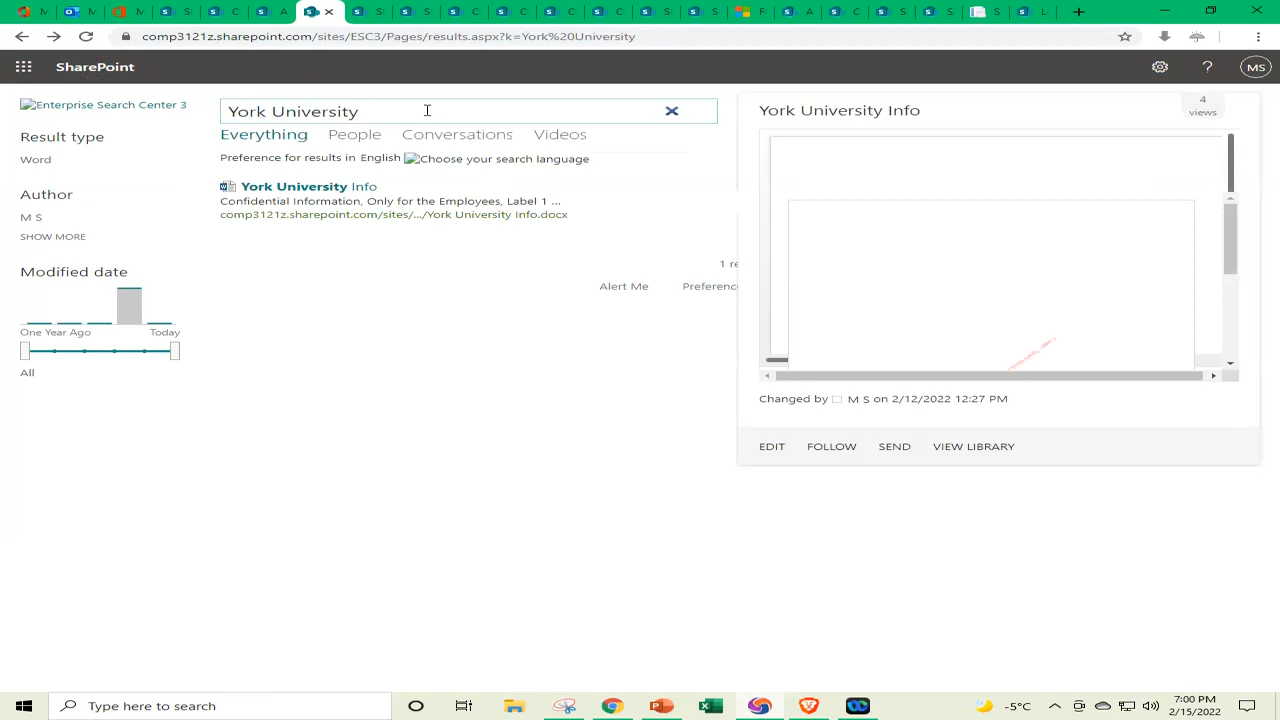 M
M
S
C
A
S
S
C
C
C
C
S
S
F
A
C
S
S
S
L
comp3121z.sharepoint.com/sites/ESC3/Pages/results.aspx?k=York%20University
SharePoint
MS
Enterprise Search Center 3
York University
Everything People Conversations Videos
Preference for results in English Choose your search language
Result type
Word
Author
M S
SHOW MORE
Modified date
One Year Ago Today
All
York University Info
Confidential Information, Only for the Employees, Label 1 ...
comp3121z.sharepoint.com/sites/.../York University Info.docx
1 re
Alert Me Preferenc
York University Info
4
views
Changed by M S on 2/12/2022 12:27 PM
EDIT FOLLOW SEND VIEW LIBRARY
Type here to search
-5°C
7:00 PM
2/15/2022